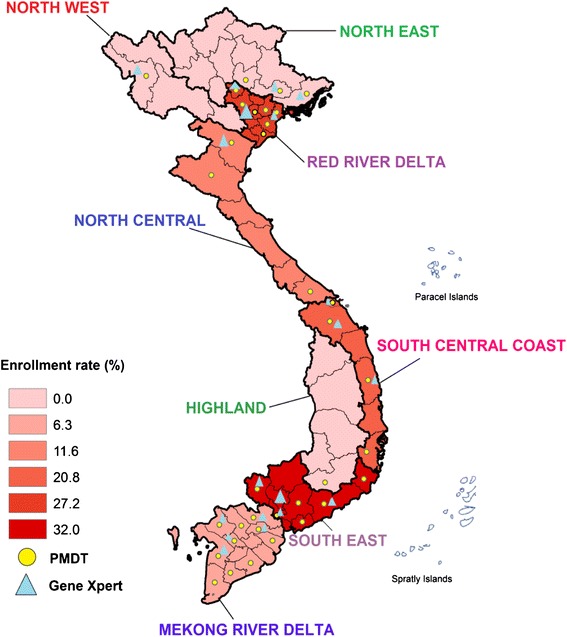 NORTH WEST
NORTH EAST
RED RIVER DELTA
NORTH CENTRAL
Paracel Islands
SOUTH CENTRAL COAST
Enrollment rate (%)
HIGHLAND
0.0
6.3
11.6
20.8
27.2
32.0
PMDT
Gene Xpert
SOUTH EAST
Spratly Islands
MEKONG RIVER DELTA